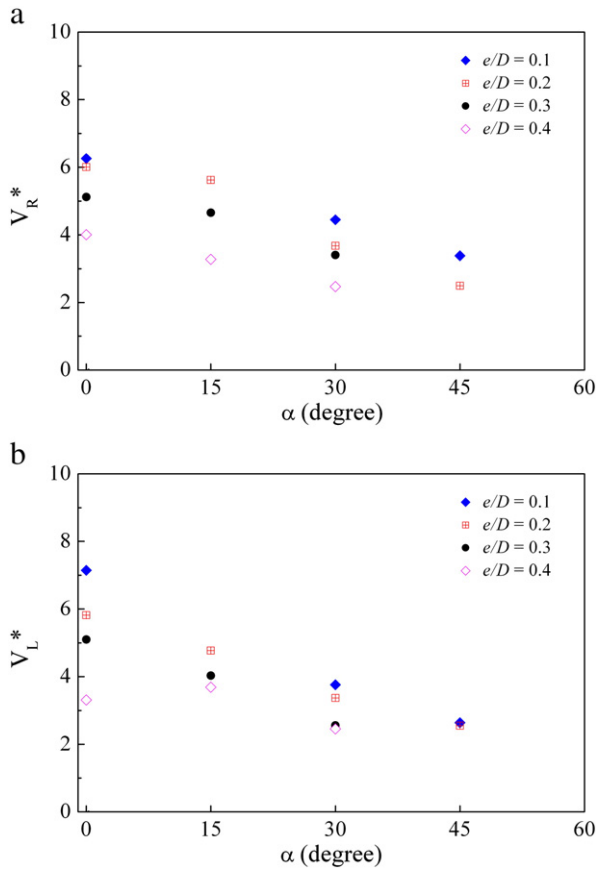 a
10
8
6
4
2
0
V_R*
e/D = 0.1
e/D = 0.2
e/D = 0.3
e/D = 0.4
0 15 30 45 60
α (degree)
b
10
8
6
4
2
0
V_L*
e/D = 0.1
e/D = 0.2
e/D = 0.3
e/D = 0.4
0 15 30 45 60
α (degree)